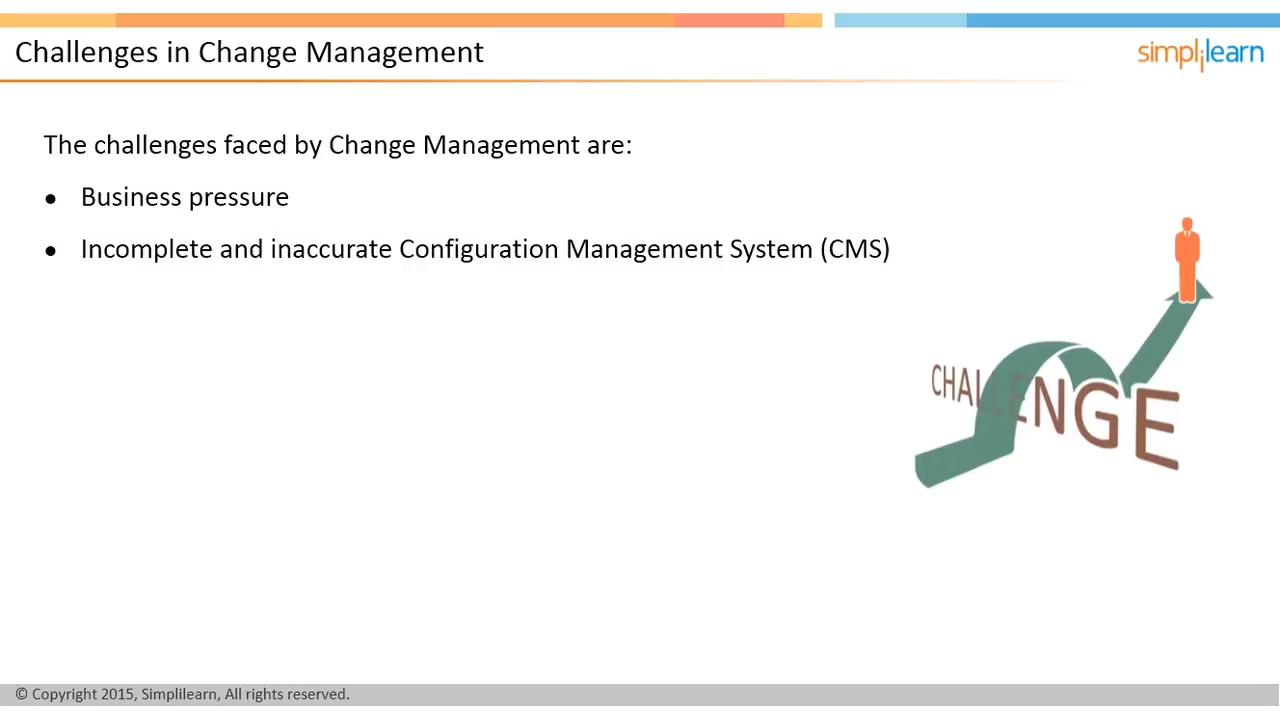 Challenges in Change Management
simplilearn
The challenges faced by Change Management are:
• Business pressure
• Incomplete and inaccurate Configuration Management System (CMS)
CHALLENGE
© Copyright 2015, Simplilearn, All rights reserved.